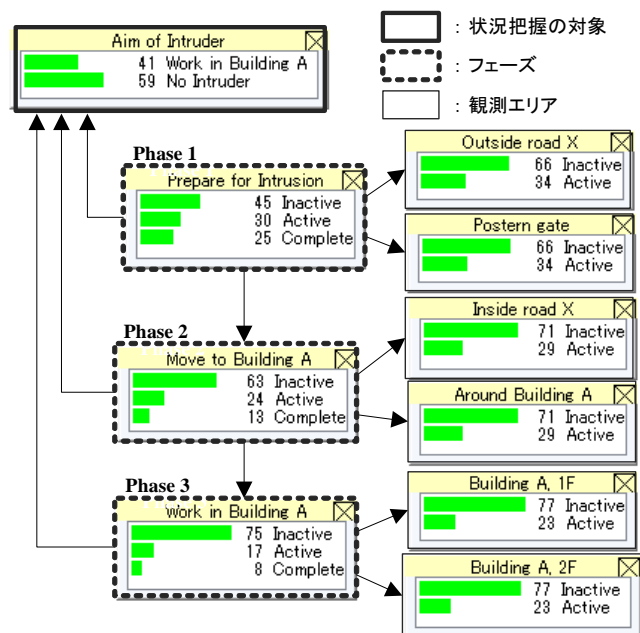 Aim of Intruder
41 Work in Building A
59 No Intruder
: 状況把握の対象
: フェーズ
: 観測エリア
Phase 1
Prepare for Intrusion
45 Inactive
30 Active
25 Complete
Outside road X
66 Inactive
34 Active
Postern gate
66 Inactive
34 Active
Phase 2
Move to Building A
63 Inactive
24 Active
13 Complete
Inside road X
71 Inactive
29 Active
Around Building A
71 Inactive
29 Active
Phase 3
Work in Building A
75 Inactive
17 Active
8 Complete
Building A, 1F
77 Inactive
23 Active
Building A, 2F
77 Inactive
23 Active